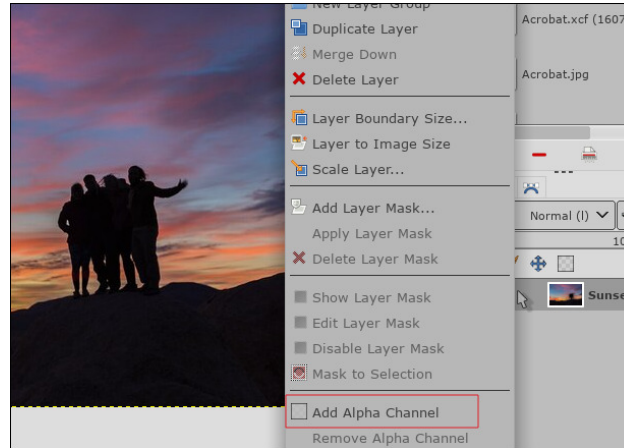 New Layer Group
Duplicate Layer
Merge Down
Delete Layer
Layer Boundary Size...
Layer to Image Size
Scale Layer...
Add Layer Mask...
Apply Layer Mask
Delete Layer Mask
Show Layer Mask
Edit Layer Mask
Disable Layer Mask
Mask to Selection
Add Alpha Channel
Remove Alpha Channel
Acrobat.xcf (1607
Acrobat.jpg
Normal (l)
10
Sunse